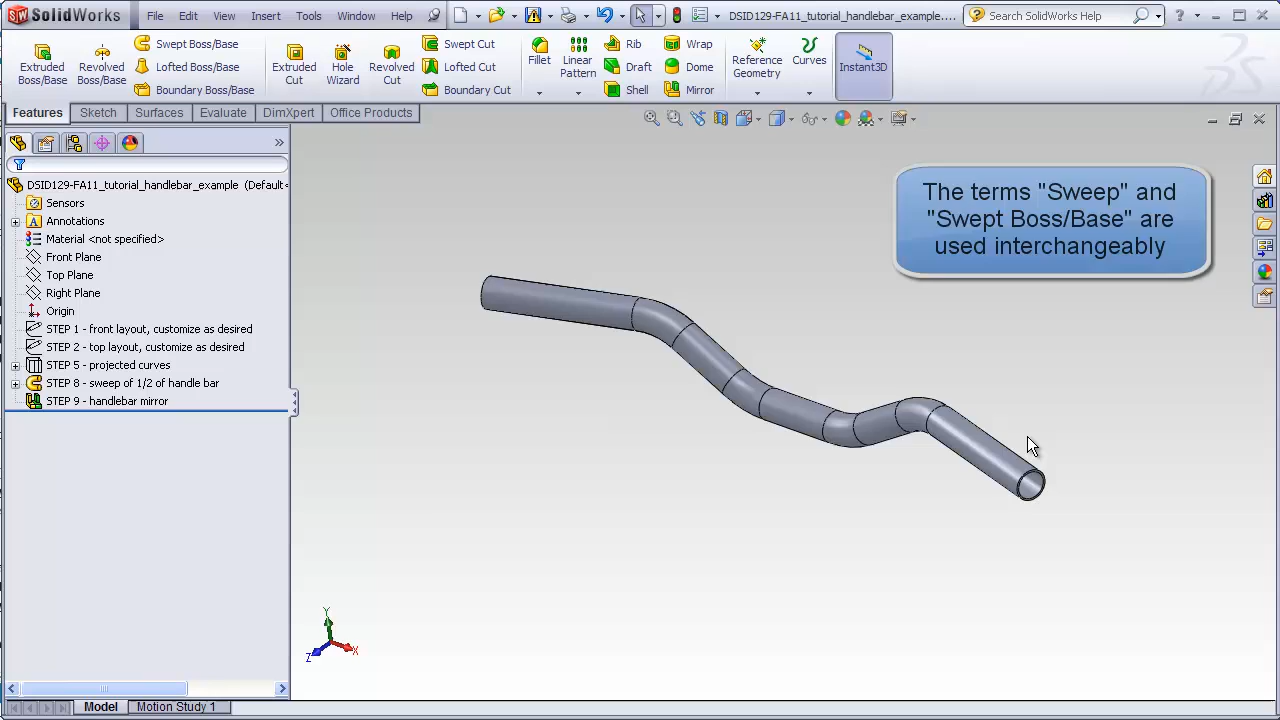 SolidWorks File Edit View Insert Tools Window Help DSID129-FA11_tutorial_handlebar_example.... Search SolidWorks Help
Extruded Boss/Base
Revolved Boss/Base
Swept Boss/Base
Lofted Boss/Base
Boundary Boss/Base
Extruded Cut
Hole Wizard
Revolved Cut
Swept Cut
Lofted Cut
Boundary Cut
Fillet
Linear Pattern
Rib
Draft
Shell
Wrap
Dome
Mirror
Reference Geometry
Curves
Instant3D
Features Sketch Surfaces Evaluate DimXpert Office Products
DSID129-FA11_tutorial_handlebar_example (Default<
Sensors
Annotations
Material <not specified>
Front Plane
Top Plane
Right Plane
Origin
STEP 1 - front layout, customize as desired
STEP 2 - top layout, customize as desired
STEP 5 - projected curves
STEP 8 - sweep of 1/2 of handle bar
STEP 9 - handlebar mirror
The terms "Sweep" and
"Swept Boss/Base" are
used interchangeably
Y
X
Z
Model Motion Study 1